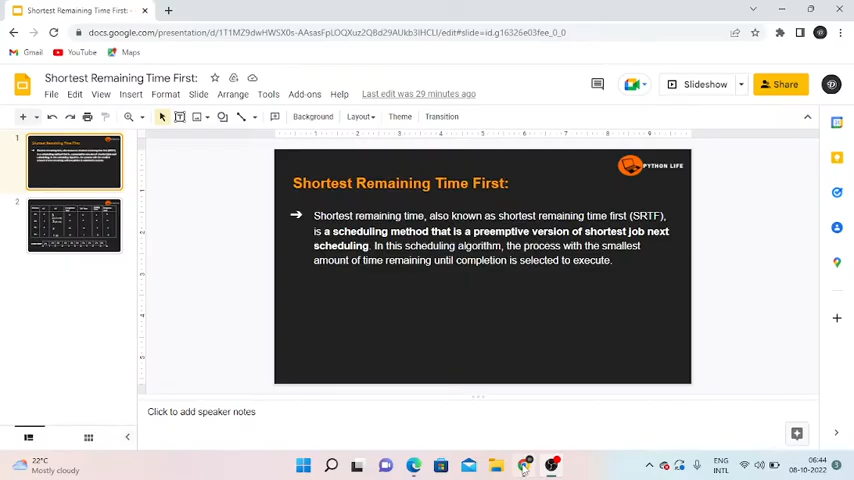 Shortest Remaining Time First: -
docs.google.com/presentation/d/1T1MZ9dwHWSX0s-AAsasFpLOQXuz2QBd29AUkb3IHCLI/edit#slide=id.g16326e03fee_0_0
Gmail YouTube Maps
Shortest Remaining Time First:
File Edit View Insert Format Slide Arrange Tools Add-ons Help Last edit was 29 minutes ago
Slideshow
Share
Background Layout Theme Transition
1
2
PYTHON LIFE
Shortest Remaining Time First:
➔ Shortest remaining time, also known as shortest remaining time first (SRTF),
is a scheduling method that is a preemptive version of shortest job next
scheduling. In this scheduling algorithm, the process with the smallest
amount of time remaining until completion is selected to execute.
Click to add speaker notes
22°C
Mostly cloudy
ENG
INTL
06:44
08-10-2022